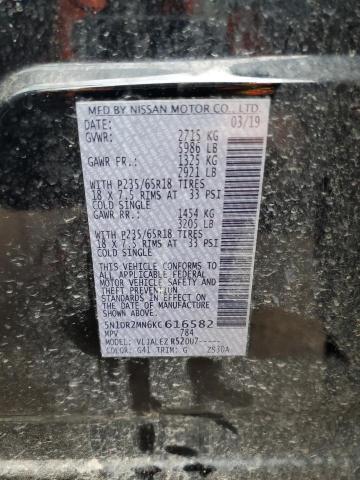 MFD BY NISSAN MOTOR CO., LTD.
DATE: 03/19
GVWR: 2715 KG
5986 LB
GAWR FR.: 1325 KG
2921 LB
WITH P235/65R18 TIRES
18 X 7.5 RIMS AT 33 PSI
COLD SINGLE
GAWR RR.: 1454 KG
3205 LB
WITH P235/65R18 TIRES
18 X 7.5 RIMS AT 33 PSI
COLD SINGLE
THIS VEHICLE CONFORMS TO ALL
APPLICABLE FEDERAL
MOTOR VEHICLE SAFETY
AND THEFT PREVENTION
STANDARDS IN EFFECT ON THE
DATE OF MANUFACTURE
SHOWN ABOVE
5N1DR2MN6KC616582
MPV 784
MODEL: VLJALEZ R52UU7-----
COLOR: G41 TRIM: G ZS30A